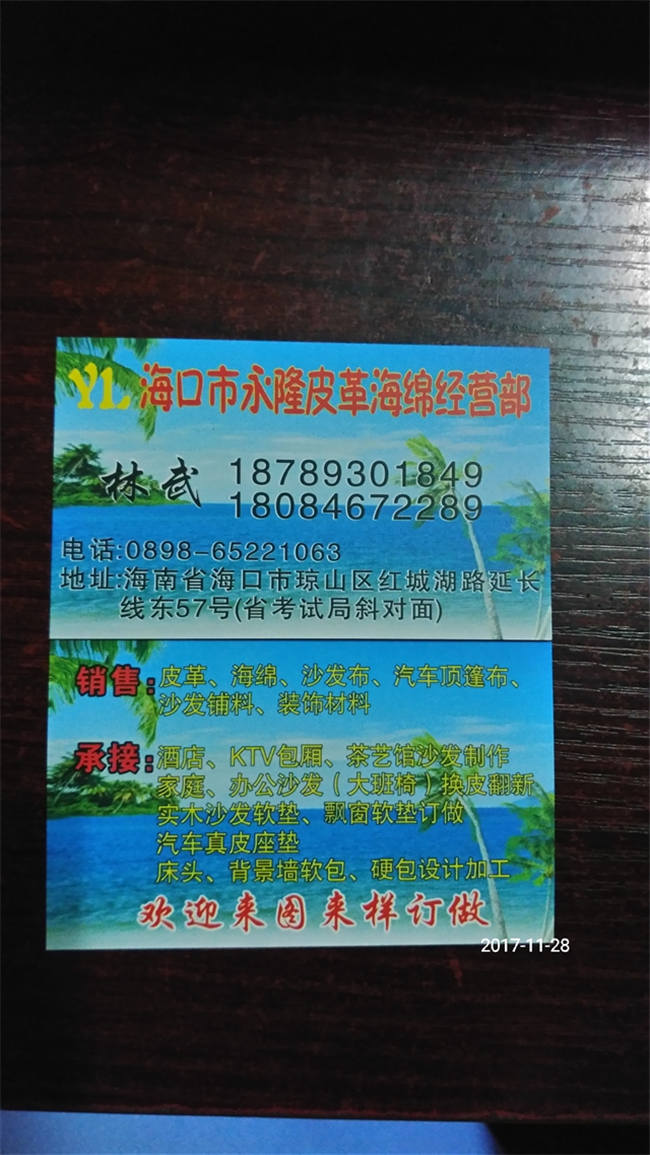 YL 海口市永隆皮革海绵经营部
林武 18789301849
18084672289
电话:0898-65221063
地址:海南省海口市琼山区红城湖路延长
线东57号(省考试局斜对面)
销售:皮革、海绵、沙发布、汽车顶篷布、
沙发铺料、装饰材料
承接:酒店、KTV包厢、茶艺馆沙发制作
家庭、办公沙发(大班椅)换皮翻新
实木沙发软垫、飘窗软垫订做
汽车真皮座垫
床头、背景墙软包、硬包设计加工
欢迎来图来样订做
2017-11-28